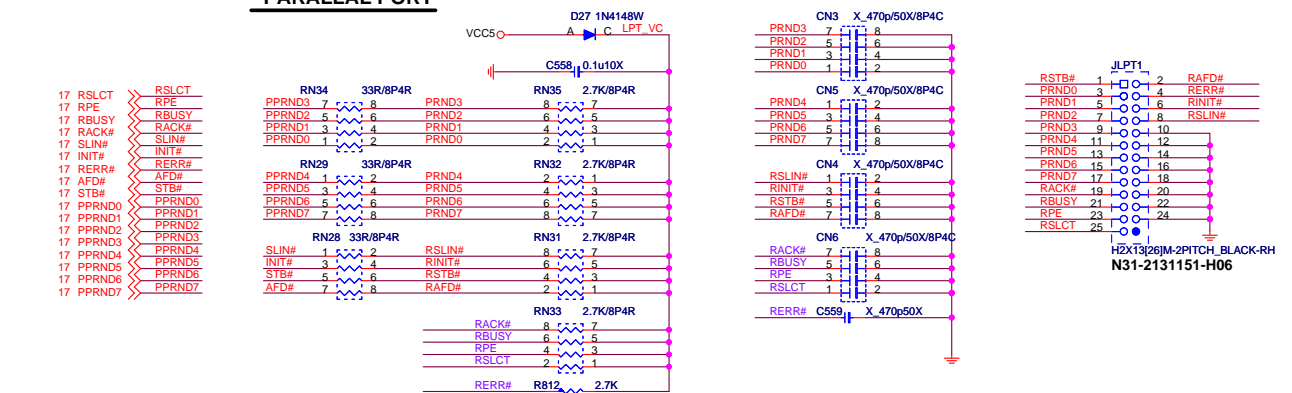 PARALLAL PORT
D27 1N4148W
VCC5 A C LPT_VC
C558 0.1u10X
17 RSLCT RSLCT
17 RPE RPE
17 RBUSY RBUSY
17 RACK# RACK#
17 SLIN# SLIN#
17 INIT# INIT#
17 RERR# RERR#
17 AFD# AFD#
17 STB# STB#
17 PPRND0 PPRND0
17 PPRND1 PPRND1
17 PPRND2 PPRND2
17 PPRND3 PPRND3
17 PPRND4 PPRND4
17 PPRND5 PPRND5
17 PPRND6 PPRND6
17 PPRND7 PPRND7
RN34 33R/8P4R RN35 2.7K/8P4R
PPRND3 7 8 PRND3 8 7
PPRND2 5 6 PRND2 6 5
PPRND1 3 4 PRND1 4 3
PPRND0 1 2 PRND0 2 1
RN29 33R/8P4R RN32 2.7K/8P4R
PPRND4 1 2 PRND4 2 1
PPRND5 3 4 PRND5 4 3
PPRND6 5 6 PRND6 6 5
PPRND7 7 8 PRND7 8 7
RN28 33R/8P4R RN31 2.7K/8P4R
SLIN# 1 2 RSLIN# 8 7
INIT# 3 4 RINIT# 6 5
STB# 5 6 RSTB# 4 3
AFD# 7 8 RAFD# 2 1
RN33 2.7K/8P4R
RACK# 8 7
RBUSY 6 5
RPE 4 3
RSLCT 2 1
RERR# R812 2.7K
CN3 X_470p/50X/8P4C
PRND3 7 8
PRND2 5 6
PRND1 3 4
PRND0 1 2
CN5 X_470p/50X/8P4C
PRND4 1 2
PRND5 3 4
PRND6 5 6
PRND7 7 8
CN4 X_470p/50X/8P4C
RSLIN# 1 2
RINIT# 3 4
RSTB# 5 6
RAFD# 7 8
CN6 X_470p/50X/8P4C
RACK# 7 8
RBUSY 5 6
RPE 3 4
RSLCT 1 2
RERR# C559 X_470p50X
JLPT1
RSTB# 1 2 RAFD#
PRND0 3 4 RERR#
PRND1 5 6 RINIT#
PRND2 7 8 RSLIN#
PRND3 9 10
PRND4 11 12
PRND5 13 14
PRND6 15 16
PRND7 17 18
RACK# 19 20
RBUSY 21 22
RPE 23 24
RSLCT 25
H2X13[26]M-2PITCH_BLACK-RH
N31-2131151-H06